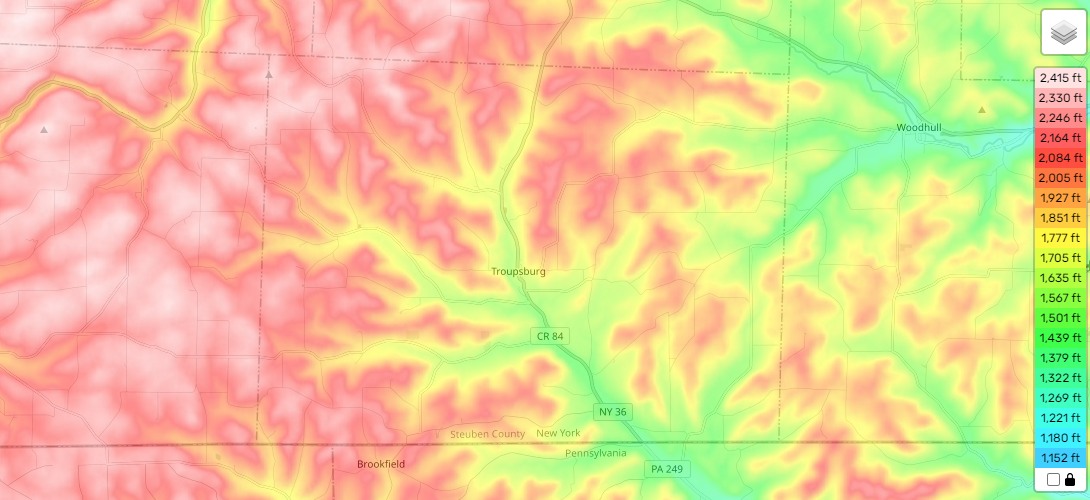 Woodhull
Troupsburg
CR 84
NY 36
Steuben County
New York
Pennsylvania
Brookfield
PA 249
2,415 ft
2,330 ft
2,246 ft
2,164 ft
2,084 ft
2,005 ft
1,927 ft
1,851 ft
1,777 ft
1,705 ft
1,635 ft
1,567 ft
1,501 ft
1,439 ft
1,379 ft
1,322 ft
1,269 ft
1,221 ft
1,180 ft
1,152 ft